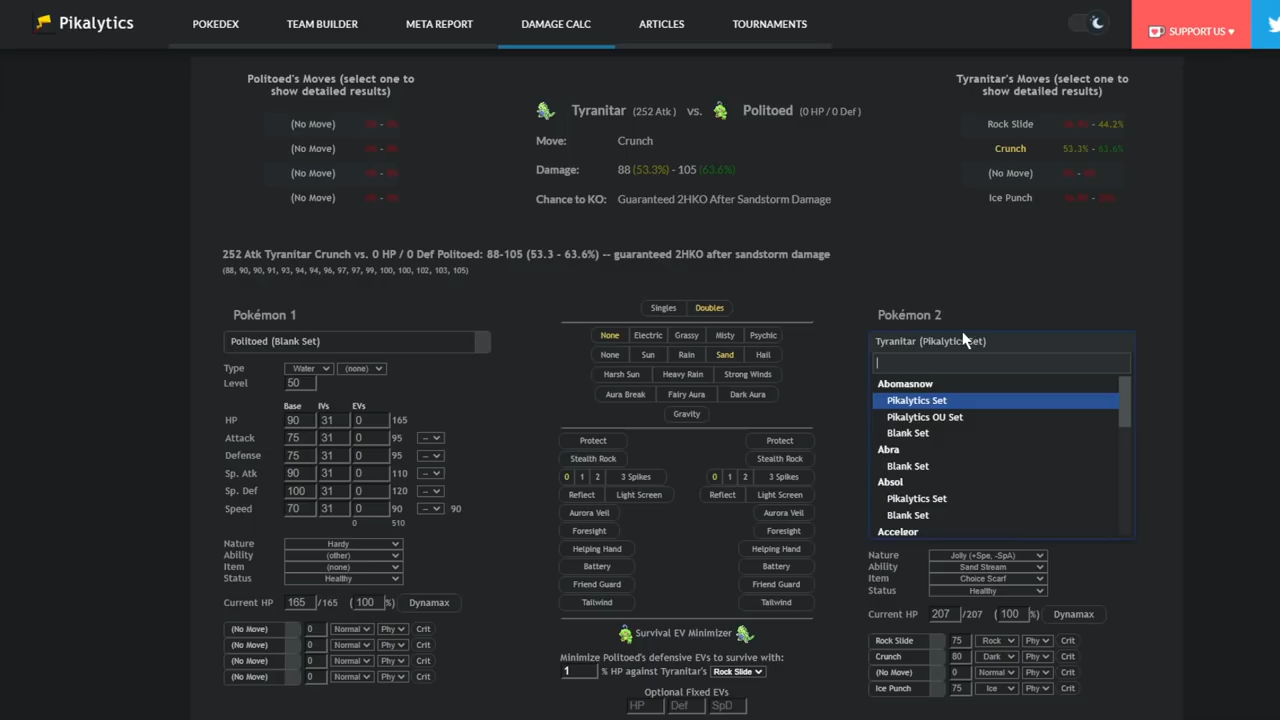 Pikalytics
POKEDEX
TEAM BUILDER
META REPORT
DAMAGE CALC
ARTICLES
TOURNAMENTS
SUPPORT US ♥
Politoed's Moves (select one to
show detailed results)
(No Move)
(No Move)
(No Move)
(No Move)
Tyranitar (252 Atk ) vs. Politoed (0 HP / 0 Def )
Move: Crunch
Damage: 88 (53.3%) - 105 (63.6%)
Chance to KO: Guaranteed 2HKO After Sandstorm Damage
Tyranitar's Moves (select one to
show detailed results)
Rock Slide - 44.2%
Crunch 53.3% - 63.6%
(No Move)
Ice Punch
252 Atk Tyranitar Crunch vs. 0 HP / 0 Def Politoed: 88-105 (53.3 - 63.6%) -- guaranteed 2HKO after sandstorm damage
(88, 90, 90, 91, 93, 94, 94, 96, 97, 97, 99, 100, 100, 102, 103, 105)
Pokémon 1
Politoed (Blank Set)
Type Water (none)
Level 50
Base IVs EVs
HP 90 31 0 165
Attack 75 31 0 95 --
Defense 75 31 0 95 --
Sp. Atk 90 31 0 110 --
Sp. Def 100 31 0 120 --
Speed 70 31 0 90 -- 90
0 510
Nature Hardy
Ability (other)
Item (none)
Status Healthy
Current HP 165 /165 ( 100 %) Dynamax
(No Move) 0 Normal Phy Crit
(No Move) 0 Normal Phy Crit
(No Move) 0 Normal Phy Crit
(No Move) 0 Normal Phy Crit
Singles Doubles
None Electric Grassy Misty Psychic
None Sun Rain Sand Hail
Harsh Sun Heavy Rain Strong Winds
Aura Break Fairy Aura Dark Aura
Gravity
Protect Protect
Stealth Rock Stealth Rock
0 1 2 3 Spikes 0 1 2 3 Spikes
Reflect Light Screen Reflect Light Screen
Aurora Veil Aurora Veil
Foresight Foresight
Helping Hand Helping Hand
Battery Battery
Friend Guard Friend Guard
Tailwind Tailwind
Survival EV Minimizer
Minimize Politoed's defensive EVs to survive with:
1 % HP against Tyranitar's Rock Slide
Optional Fixed EVs
HP Def SpD
Pokémon 2
Tyranitar (Pikalytics Set)
Abomasnow
Pikalytics Set
Pikalytics OU Set
Blank Set
Abra
Blank Set
Absol
Pikalytics Set
Blank Set
Accelgor
Nature Jolly (+Spe, -SpA)
Ability Sand Stream
Item Choice Scarf
Status Healthy
Current HP 207 /207 ( 100 %) Dynamax
Rock Slide 75 Rock Phy Crit
Crunch 80 Dark Phy Crit
(No Move) 0 Normal Phy Crit
Ice Punch 75 Ice Phy Crit